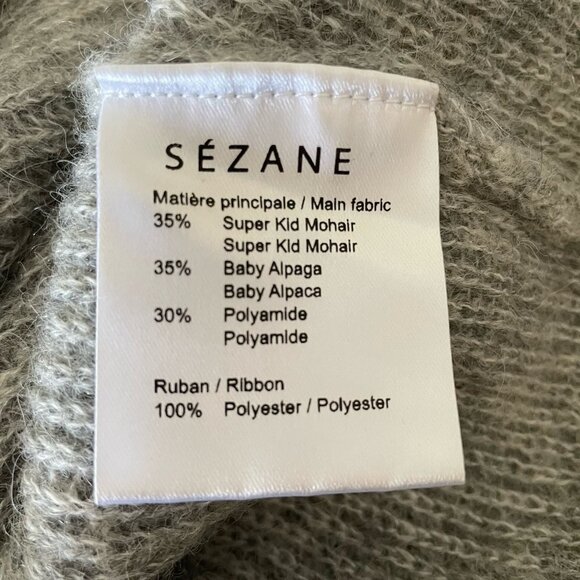 SÉZANE
Matière principale / Main fabric
35% Super Kid Mohair
Super Kid Mohair
35% Baby Alpaga
Baby Alpaca
30% Polyamide
Polyamide
Ruban / Ribbon
100% Polyester / Polyester